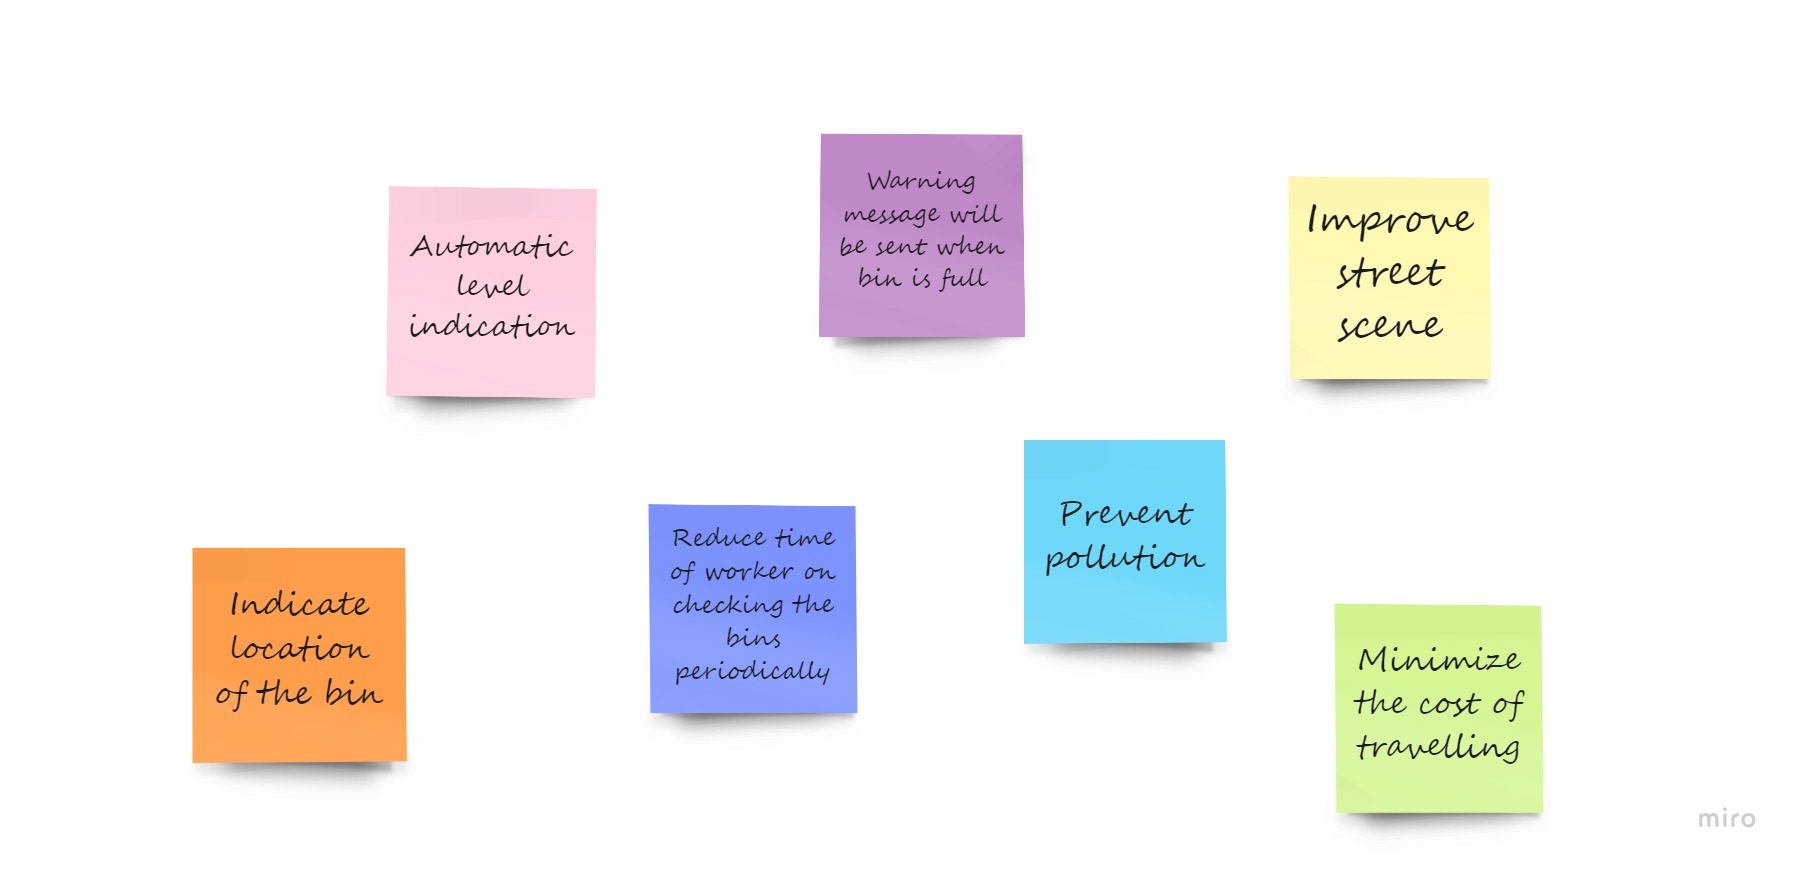 Automatic
level
indication
Warning
message will
be sent when
bin is full
Improve
street
scene
Indicate
location
of the bin
Reduce time
of worker on
checking the
bins
periodically
Prevent
pollution
Minimize
the cost of
travelling
miro